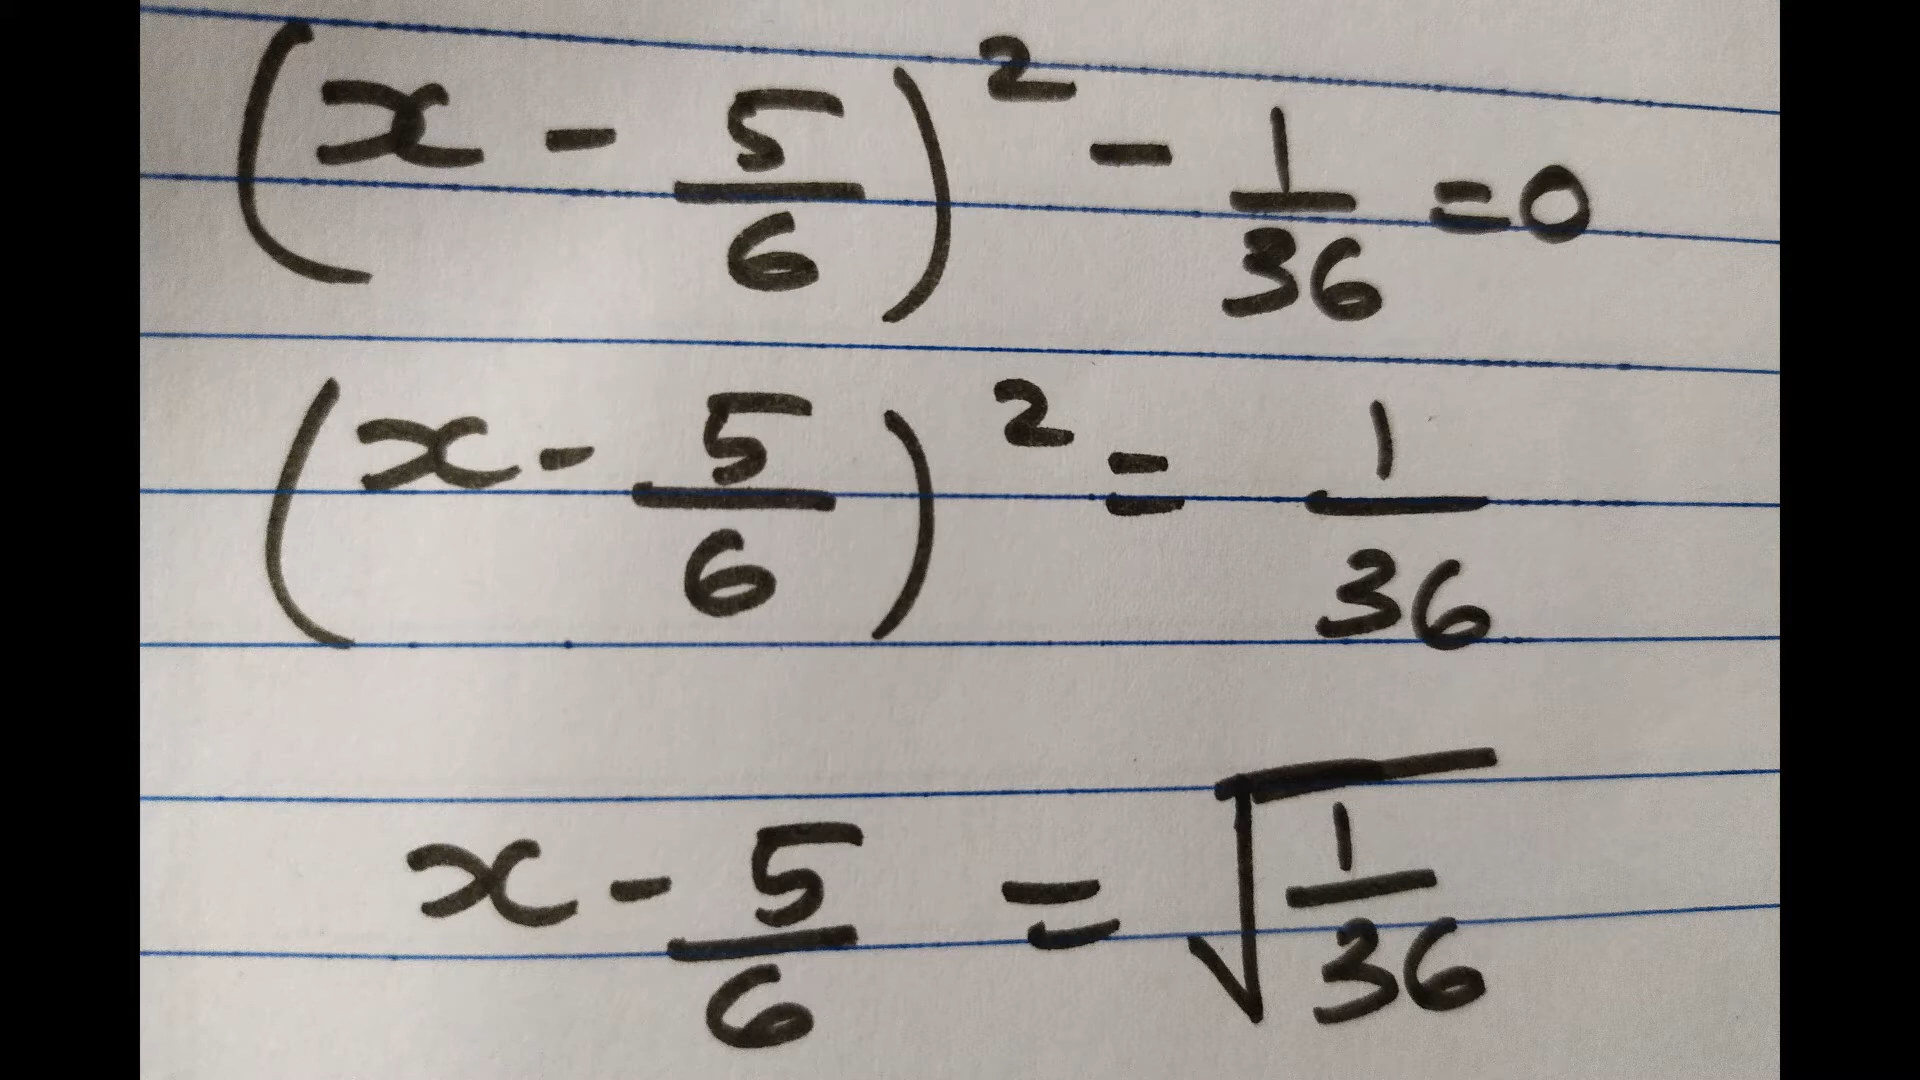 (x - 5/6)² - 1/36 = 0
(x - 5/6)² = 1/36
x - 5/6 = √(1/36)